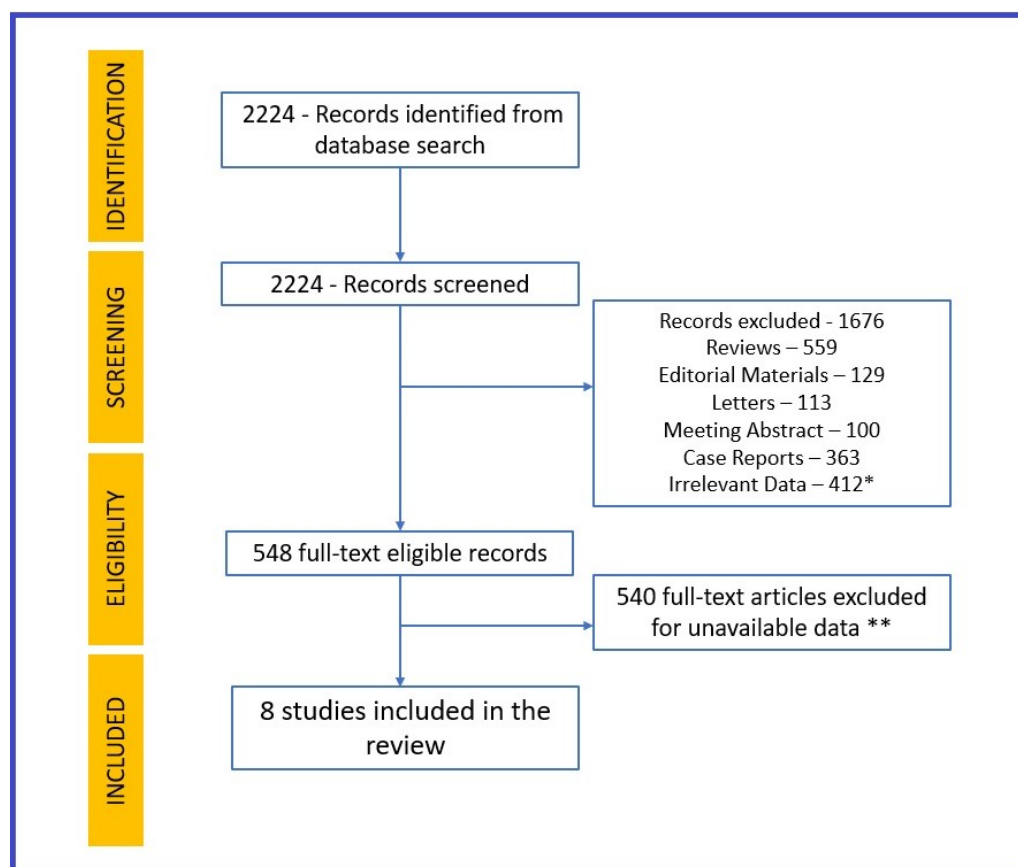 IDENTIFICATION
2224 - Records identified from
database search
SCREENING
2224 - Records screened
Records excluded - 1676
Reviews – 559
Editorial Materials – 129
Letters – 113
Meeting Abstract – 100
Case Reports – 363
Irrelevant Data – 412*
ELIGIBILITY
548 full-text eligible records
540 full-text articles excluded
for unavailable data **
INCLUDED
8 studies included in the
review